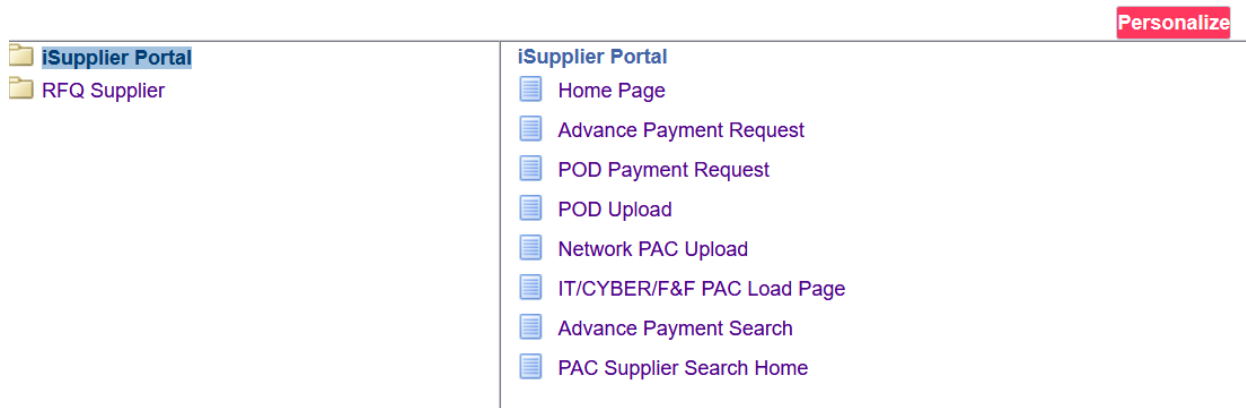 Personalize
iSupplier Portal
RFQ Supplier
iSupplier Portal
Home Page
Advance Payment Request
POD Payment Request
POD Upload
Network PAC Upload
IT/CYBER/F&F PAC Load Page
Advance Payment Search
PAC Supplier Search Home